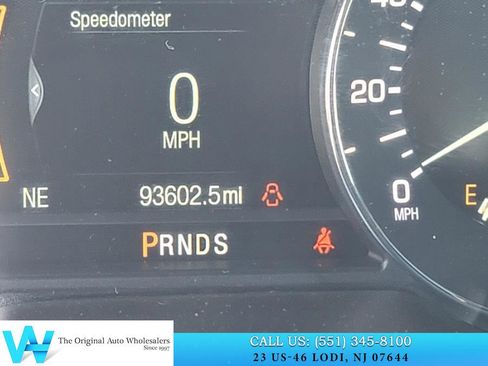 Speedometer
40
20
0
MPH
0
MPH
E
NE
93602.5mi
PRNDS
The Original Auto Wholesalers
Since 1997
CALL US: (551) 345-8100
23 US-46 LODI, NJ 07644